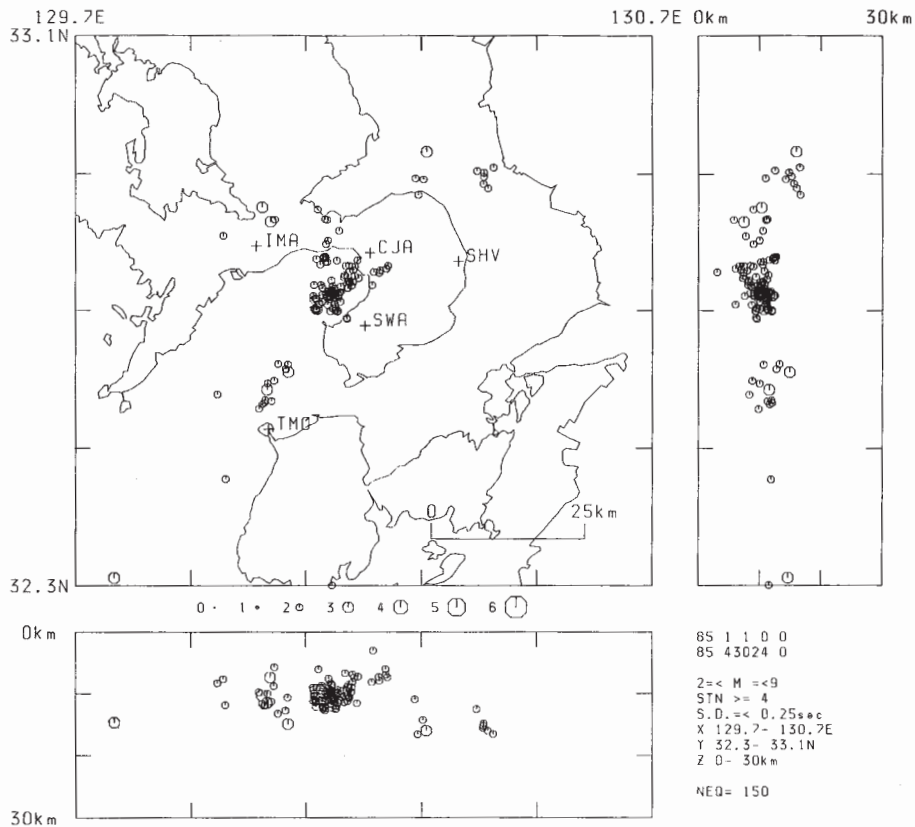 129.7E 130.7E 0km 30km
33.1N
IMA
CJA
SHV
SWA
TMO
0 25km
32.3N
0 1 2 3 4 5 6
0km
30km
85 1 1 0 0
85 43024 0
2=< M =<9
STN >= 4
S.D.=< 0.25sec
X 129.7- 130.7E
Y 32.3- 33.1N
Z 0- 30km
NEQ= 150